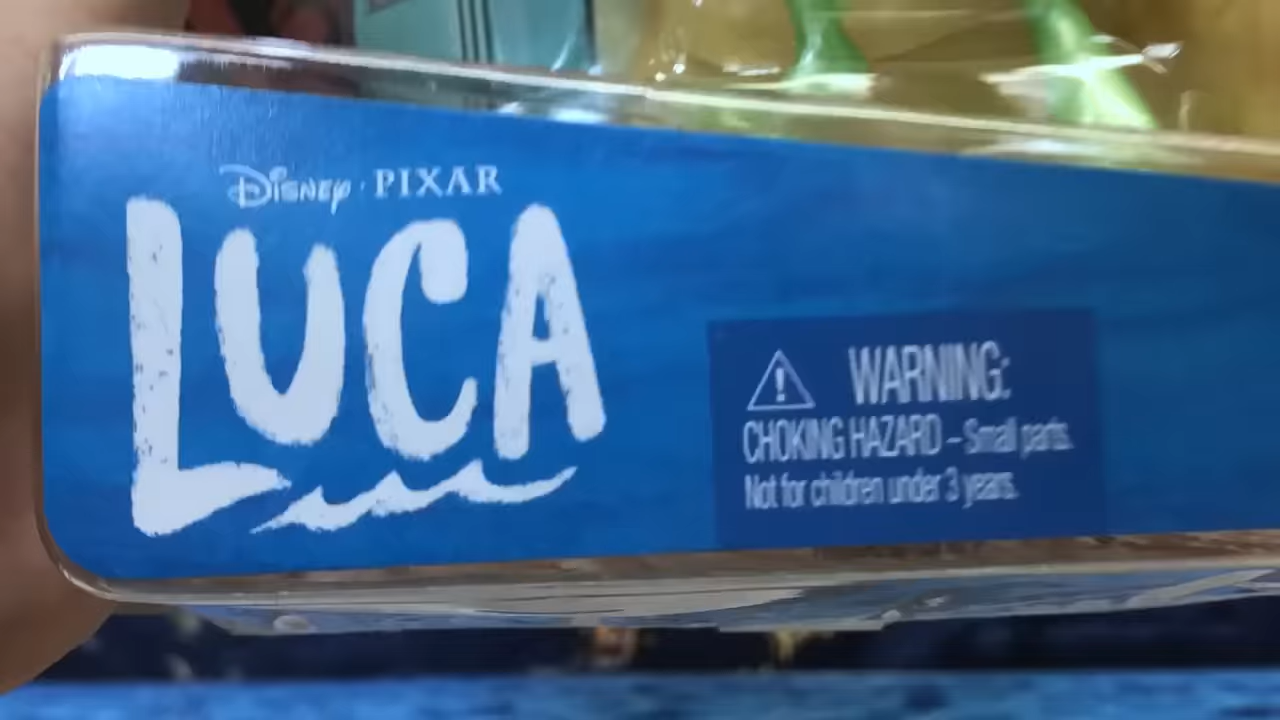 Disney · PIXAR
LUCA
WARNING:
CHOKING HAZARD – Small parts.
Not for children under 3 years.